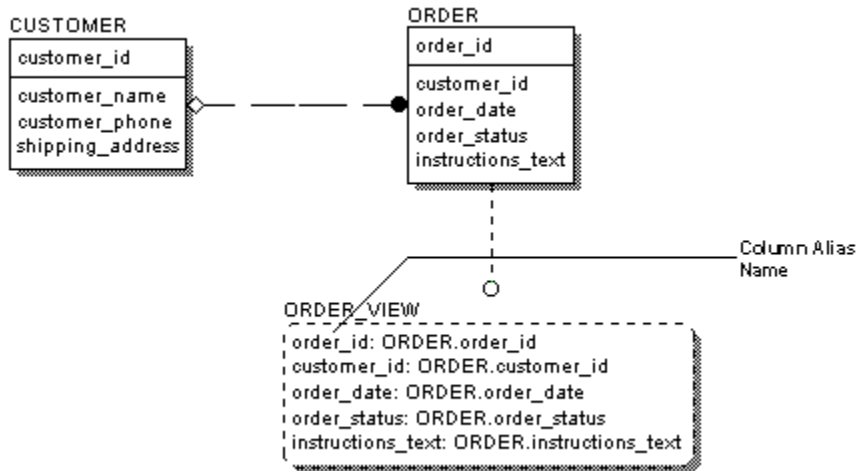 CUSTOMER
customer_id
customer_name
customer_phone
shipping_address
ORDER
order_id
customer_id
order_date
order_status
instructions_text
Column Alias
Name
ORDER_VIEW
order_id: ORDER.order_id
customer_id: ORDER.customer_id
order_date: ORDER.order_date
order_status: ORDER.order_status
instructions_text: ORDER.instructions_text